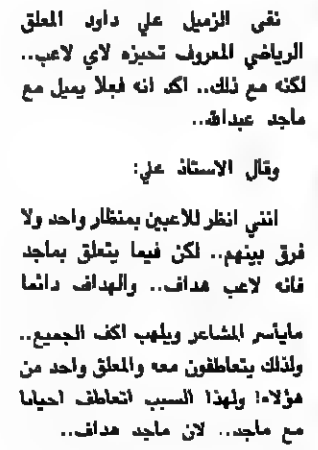 نفى الزميل علي داود المعلق
الرياضي المعروف تحيزه لاي لاعب..
لكنه مع ذلك.. اكد انه فعلا يميل مع
ماجد عبدالله..
وقال الاستاذ علي:
انني انظر للاعبين بمنظار واحد ولا
فرق بينهم.. لكن فيما يتعلق بماجد
فانه لاعب هداف.. والهداف دائما
مايأسر المشاعر ويلهب اكف الجميع..
ولذلك يتعاطفون معه والمعلق واحد من
هؤلاء! ولهذا السبب اتعاطف احيانا
مع ماجد.. لان ماجد هداف..